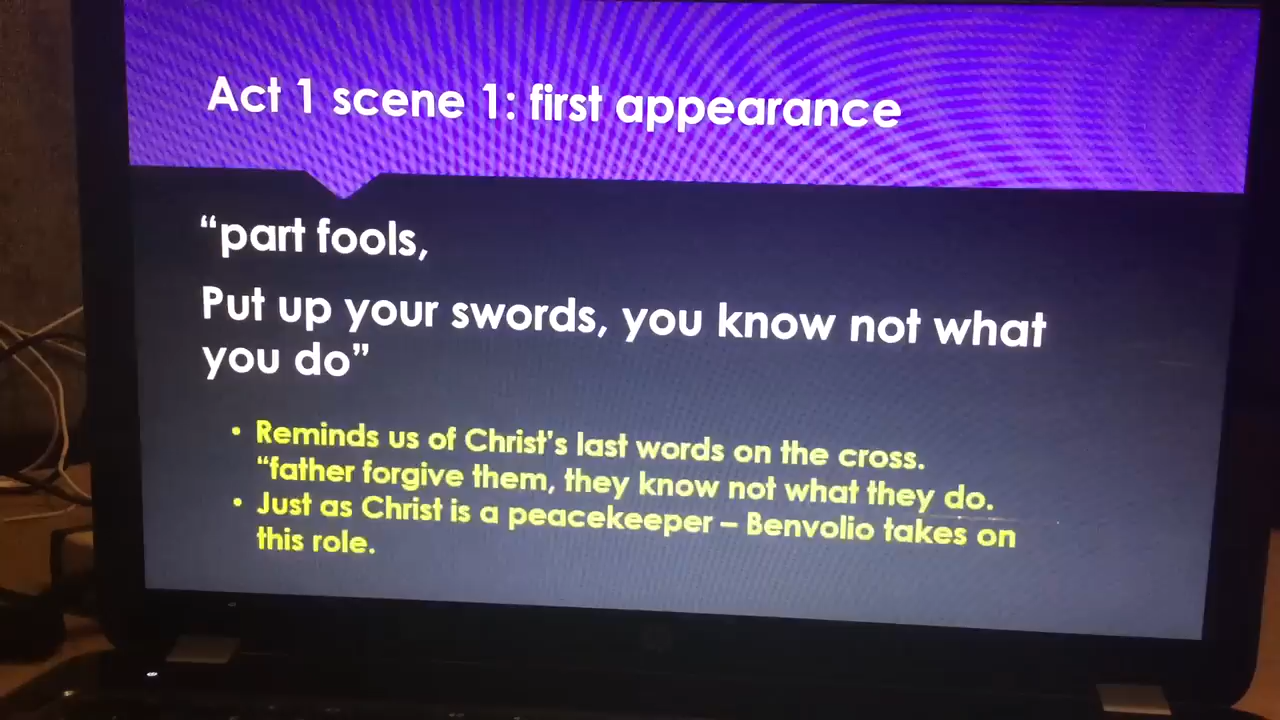 Act 1 scene 1: first appearance
“part fools,
Put up your swords, you know not what
you do”
• Reminds us of Christ’s last words on the cross.
“father forgive them, they know not what they do.
• Just as Christ is a peacekeeper – Benvolio takes on
this role.